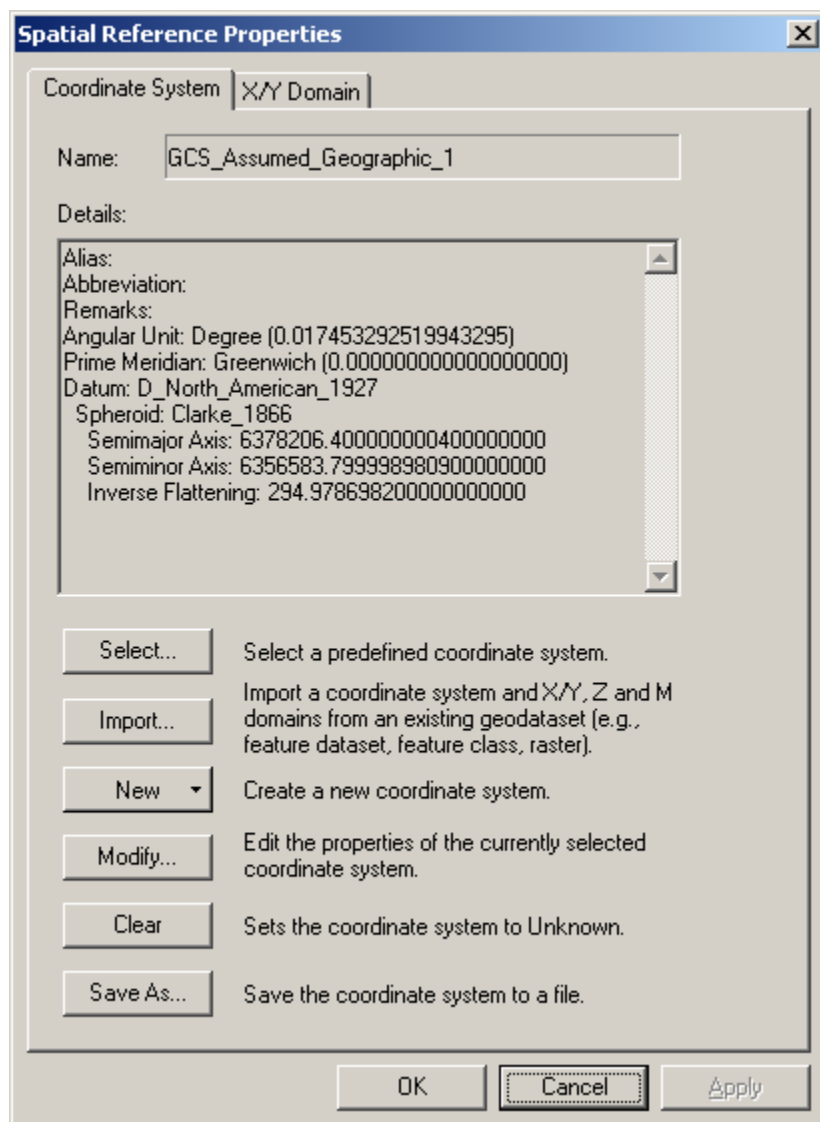 Spatial Reference Properties
Coordinate System
X/Y Domain
Name:
GCS_Assumed_Geographic_1
Details:
Alias:
Abbreviation:
Remarks:
Angular Unit: Degree (0.017453292519943295)
Prime Meridian: Greenwich (0.000000000000000000)
Datum: D_North_American_1927
Spheroid: Clarke_1866
Semimajor Axis: 6378206.400000000400000000
Semiminor Axis: 6356583.799998980900000000
Inverse Flattening: 294.978698200000000000
Select...
Select a predefined coordinate system.
Import...
Import a coordinate system and X/Y, Z and M
domains from an existing geodataset (e.g.,
feature dataset, feature class, raster).
New
Create a new coordinate system.
Modify...
Edit the properties of the currently selected
coordinate system.
Clear
Sets the coordinate system to Unknown.
Save As...
Save the coordinate system to a file.
OK
Cancel
Apply